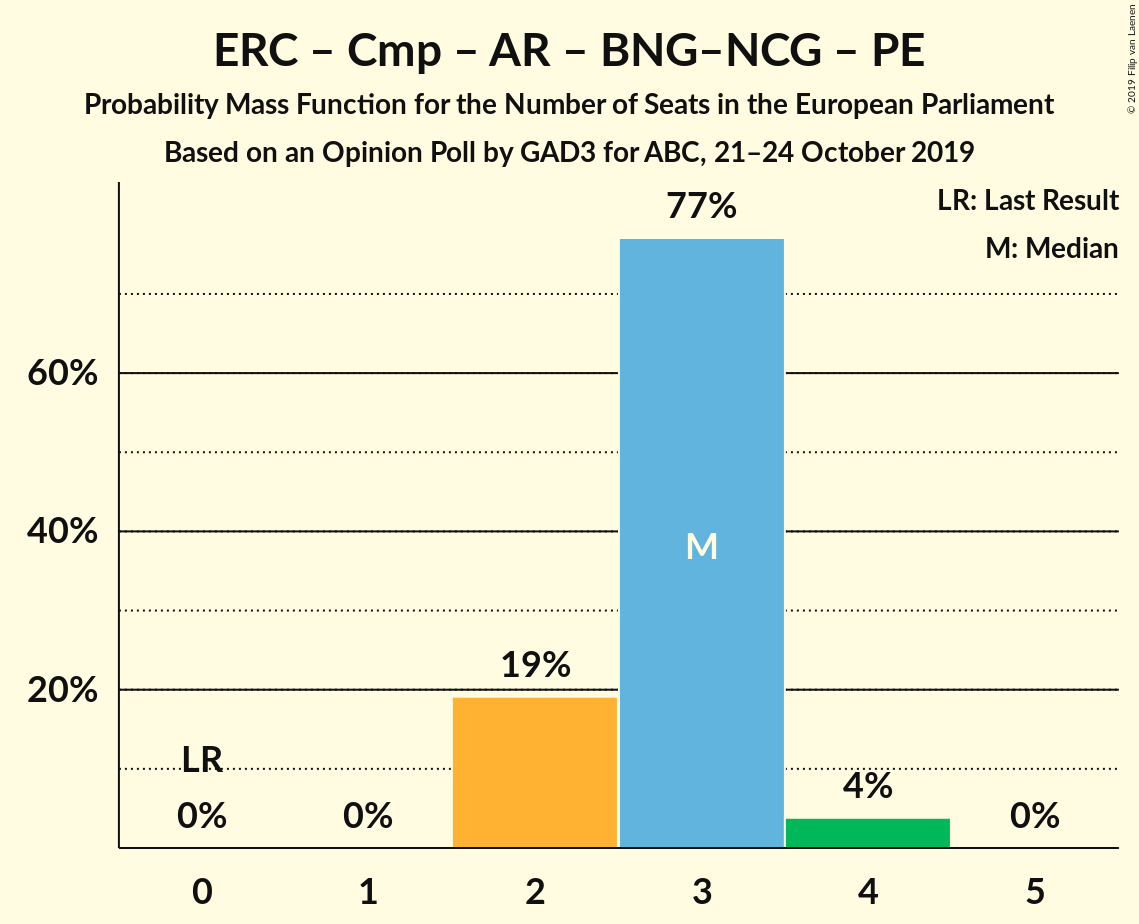 ERC – Cmp – AR – BNG–NCG – PE
Probability Mass Function for the Number of Seats in the European Parliament
Based on an Opinion Poll by GAD3 for ABC, 21–24 October 2019
© 2019 Filip van Laenen
LR: Last Result
M: Median
77%
60%
40%
M
19%
20%
LR
4%
0%
0%
0%
0 1 2 3 4 5